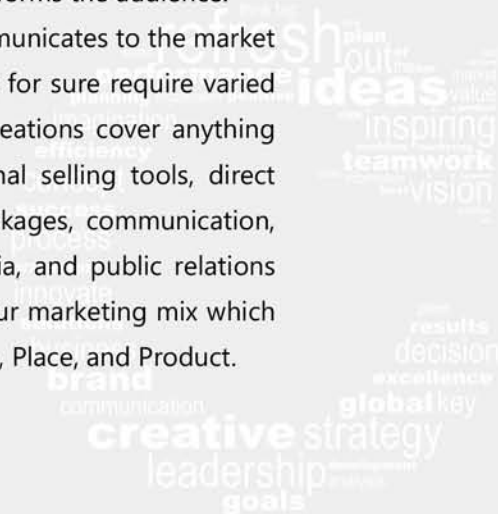 orms the audience.
municates to the market
for sure require varied
eations cover anything
nal selling tools, direct
kages, communication,
ia, and public relations
ur marketing mix which
, Place, and Product.
refresh
plan
out
ideas
value
inspiring
efficiency
teamwork
vision
success
process
innovate
results
decision
excellence
brand
communication
global key
creative strategy
leadership
goals